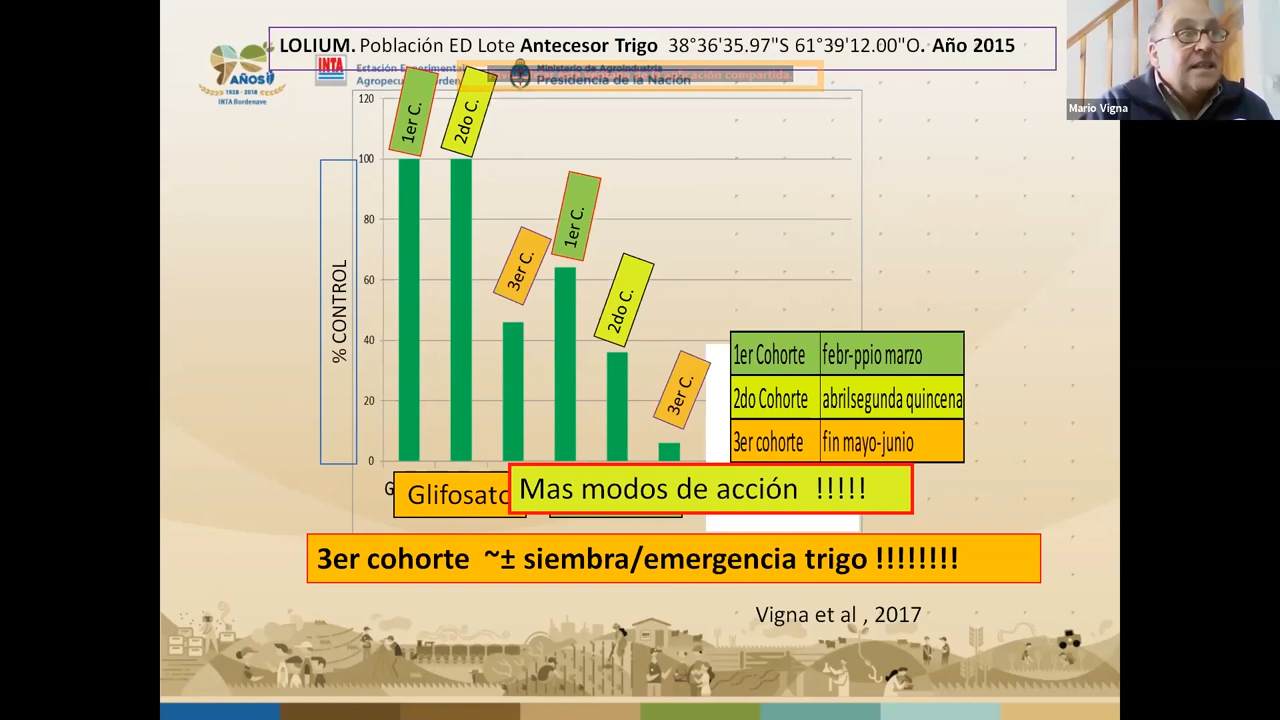 LOLIUM. Población ED Lote Antecesor Trigo 38°36'35.97"S 61°39'12.00"O. Año 2015
AÑOS
1928 - 2018
INTA Bordenave
INTA
Estación Experimental
Ministerio de Agroindustria
Presidencia de la Nación
Mario Vigna
% CONTROL
120
100
80
60
40
20
0
1er C.
2do C.
3er C.
1er C.
2do C.
3er C.
1er Cohorte febr-ppio marzo
2do Cohorte abrilsegunda quincena
3er cohorte fin mayo-junio
G
Glifosato
Mas modos de acción !!!!!
3er cohorte ~± siembra/emergencia trigo !!!!!!!!
Vigna et al , 2017